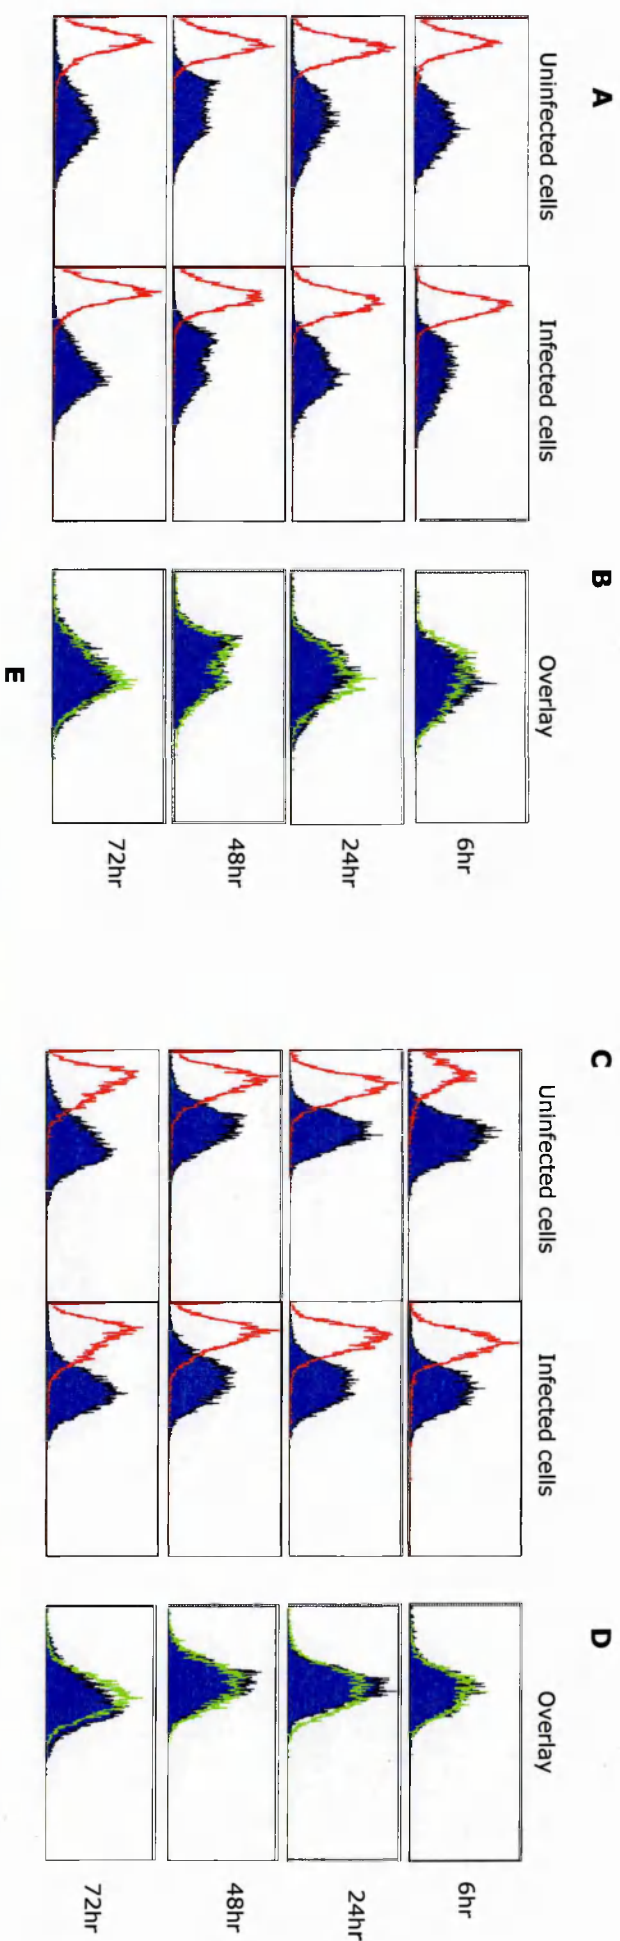 A B C D
Uninfected cells Infected cells Overlay Uninfected cells Infected cells Overlay
6hr 6hr
24hr 24hr
48hr 48hr
72hr 72hr
E